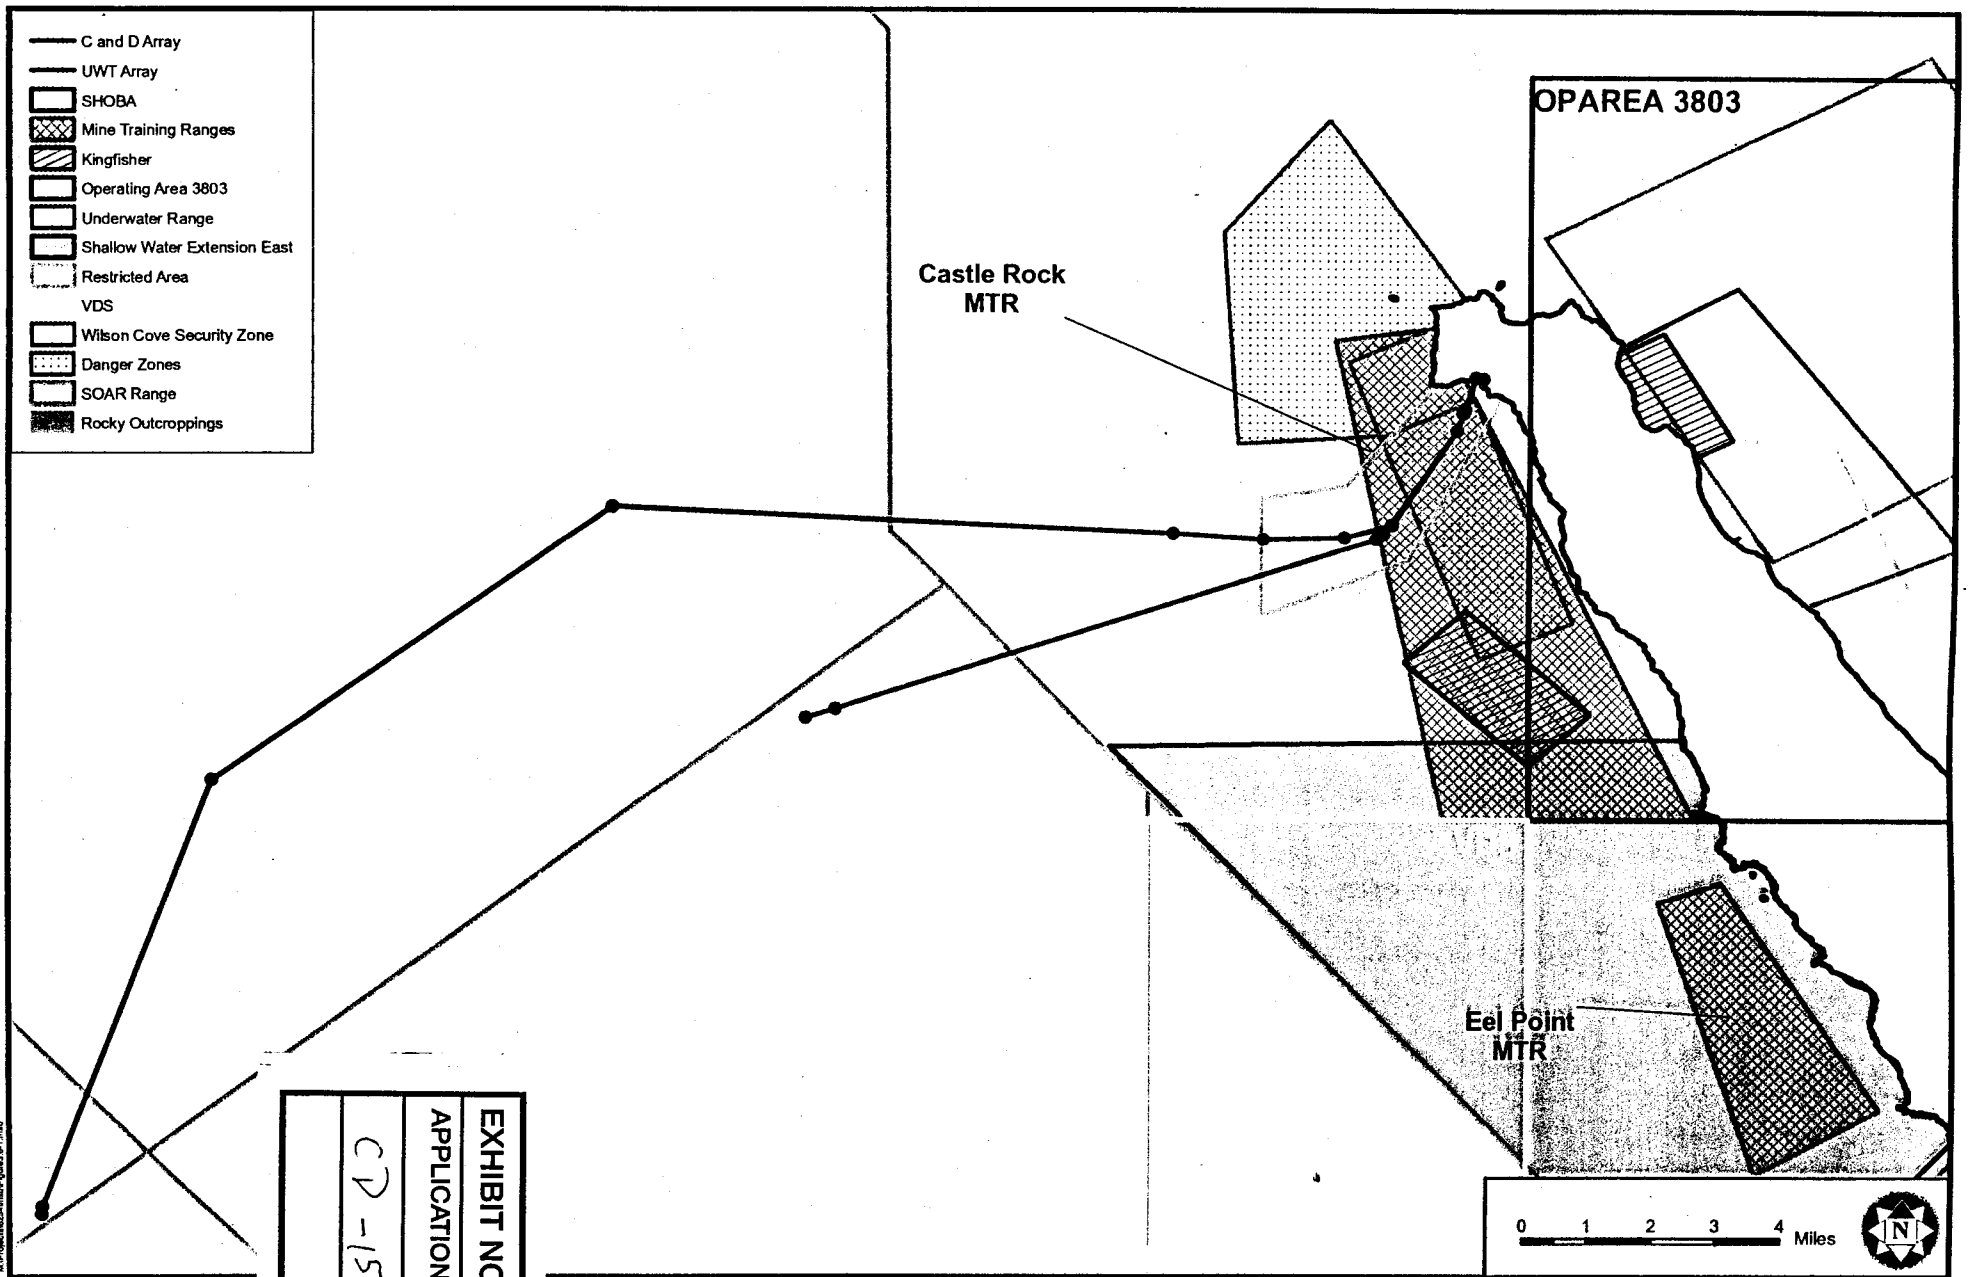 C and D Array
UWT Array
SHOBA
Mine Training Ranges
Kingfisher
Operating Area 3803
Underwater Range
Shallow Water Extension East
Restricted Area
VDS
Wilson Cove Security Zone
Danger Zones
SOAR Range
Rocky Outcroppings
OPAREA 3803
Castle Rock
MTR
Eel Point
MTR
0 1 2 3 4 Miles
N
EXHIBIT NO
APPLICATION
CD-15